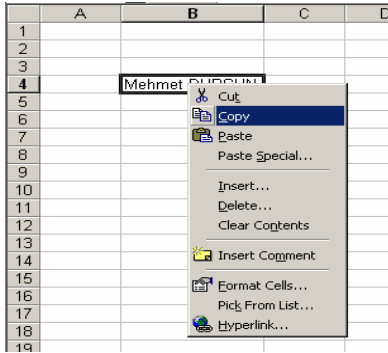 A B C D
1
2
3
4 Mehmet DURSUN
5 Cut
6 Copy
7 Paste
8 Paste Special...
9
10 Insert...
11 Delete...
12 Clear Contents
13
14 Insert Comment
15
16 Format Cells...
17 Pick From List...
18 Hyperlink...
19